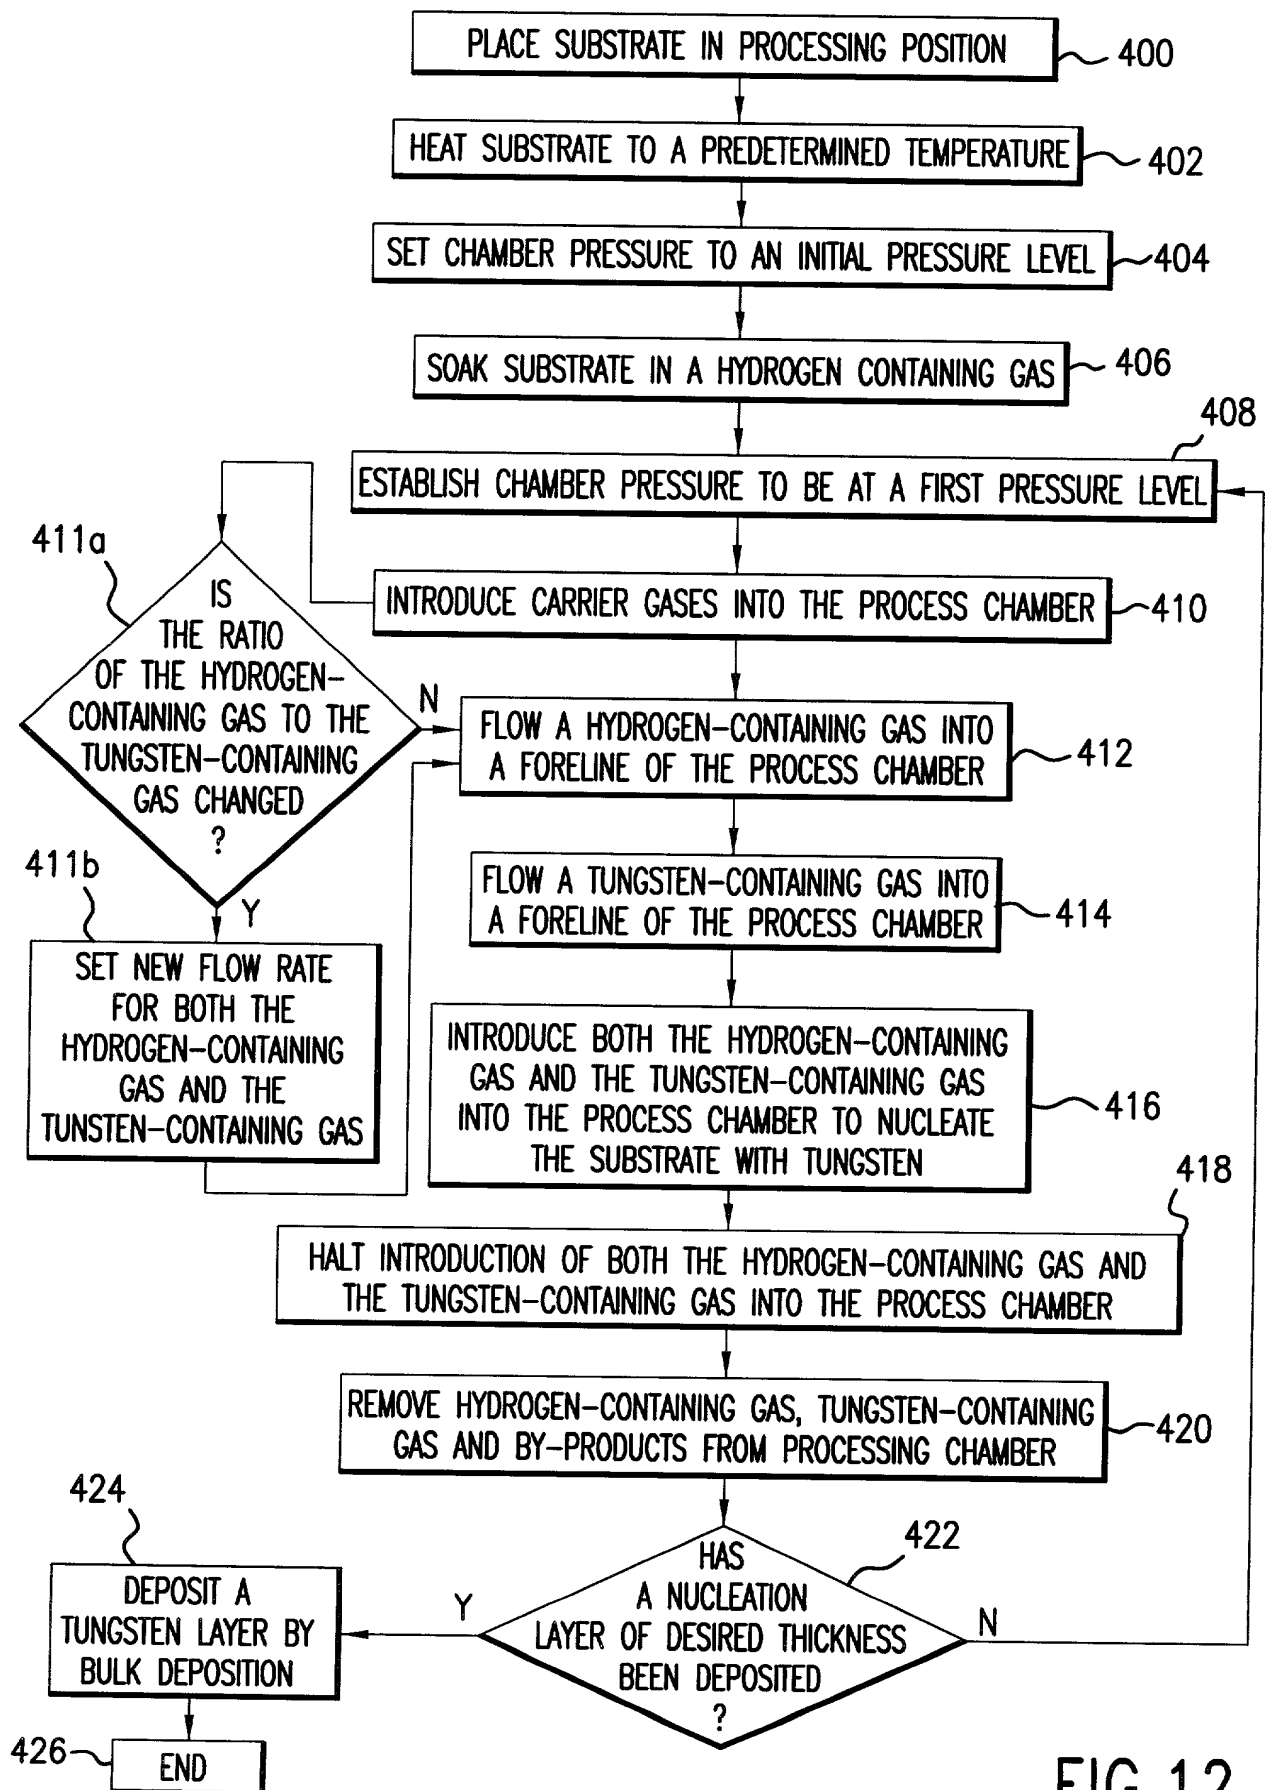 PLACE SUBSTRATE IN PROCESSING POSITION
400
HEAT SUBSTRATE TO A PREDETERMINED TEMPERATURE
402
SET CHAMBER PRESSURE TO AN INITIAL PRESSURE LEVEL
404
SOAK SUBSTRATE IN A HYDROGEN CONTAINING GAS
406
408
ESTABLISH CHAMBER PRESSURE TO BE AT A FIRST PRESSURE LEVEL
INTRODUCE CARRIER GASES INTO THE PROCESS CHAMBER
410
411a
IS
THE RATIO
OF THE HYDROGEN-
CONTAINING GAS TO THE
TUNGSTEN-CONTAINING
GAS CHANGED
?
N
Y
411b
SET NEW FLOW RATE
FOR BOTH THE
HYDROGEN-CONTAINING
GAS AND THE
TUNSTEN-CONTAINING GAS
FLOW A HYDROGEN-CONTAINING GAS INTO
A FORELINE OF THE PROCESS CHAMBER
412
FLOW A TUNGSTEN-CONTAINING GAS INTO
A FORELINE OF THE PROCESS CHAMBER
414
INTRODUCE BOTH THE HYDROGEN-CONTAINING
GAS AND THE TUNGSTEN-CONTAINING GAS
INTO THE PROCESS CHAMBER TO NUCLEATE
THE SUBSTRATE WITH TUNGSTEN
416
418
HALT INTRODUCTION OF BOTH THE HYDROGEN-CONTAINING GAS AND
THE TUNGSTEN-CONTAINING GAS INTO THE PROCESS CHAMBER
REMOVE HYDROGEN-CONTAINING GAS, TUNGSTEN-CONTAINING
GAS AND BY-PRODUCTS FROM PROCESSING CHAMBER
420
422
HAS
A NUCLEATION
LAYER OF DESIRED THICKNESS
BEEN DEPOSITED
?
Y
N
424
DEPOSIT A
TUNGSTEN LAYER BY
BULK DEPOSITION
426
END
FIG.12